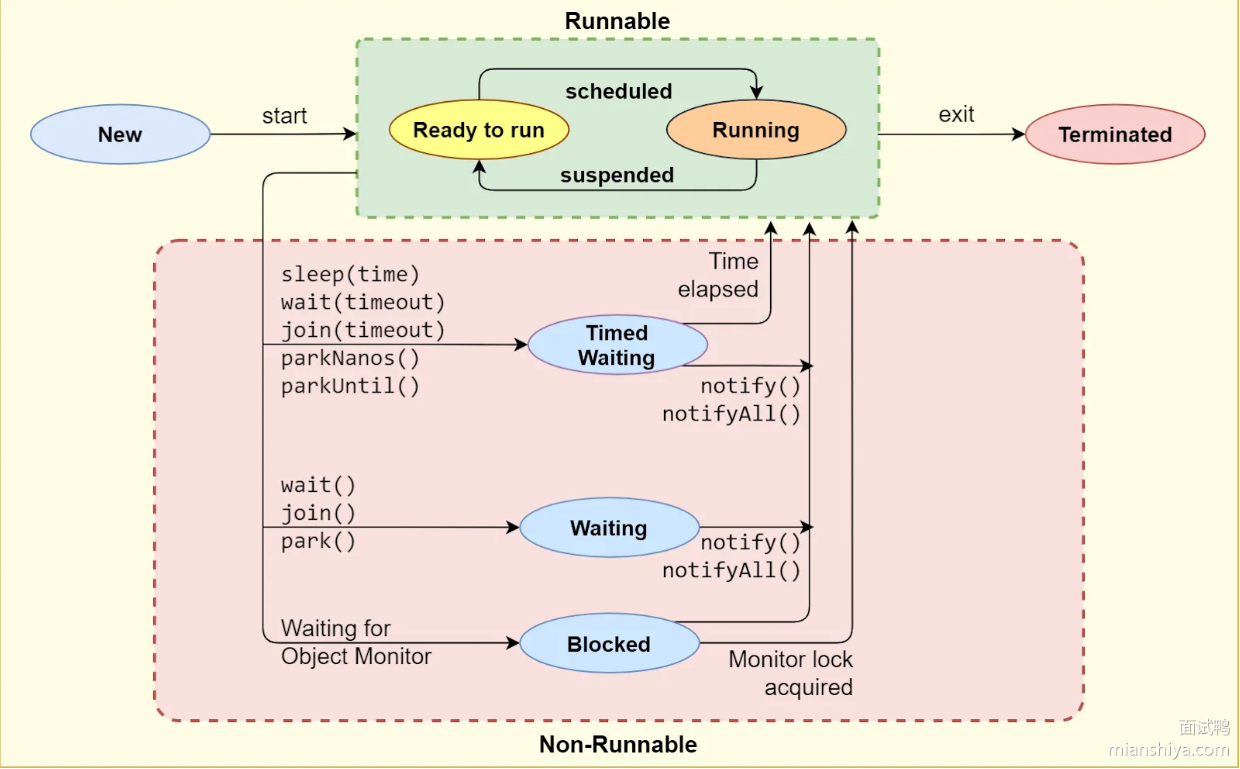 Runnable
New
start
scheduled
Ready to run
Running
suspended
exit
Terminated
sleep(time)
wait(timeout)
join(timeout)
parkNanos()
parkUntil()
Timed
Waiting
Time
elapsed
notify()
notifyAll()
wait()
join()
park()
Waiting
notify()
notifyAll()
Waiting for
Object Monitor
Blocked
Monitor lock
acquired
Non-Runnable
面试鸭
mianshiya.com